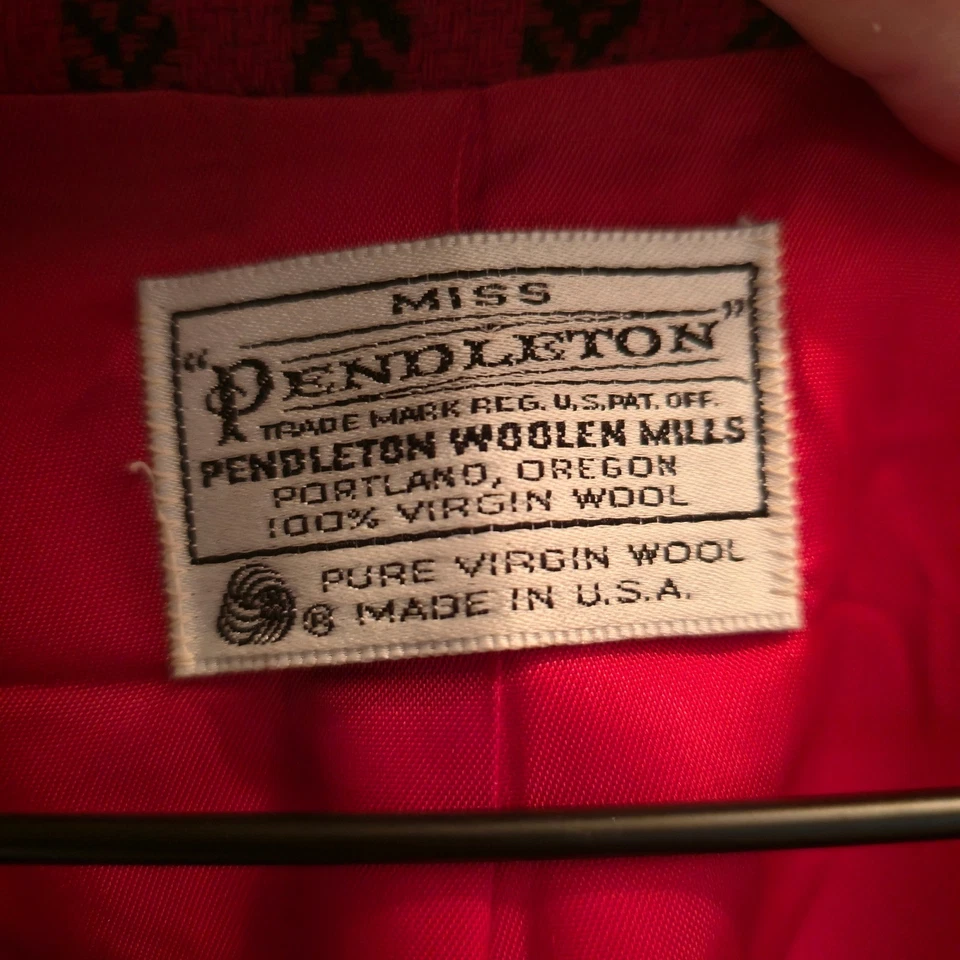 MISS
"PENDLETON"
TRADE MARK REG. U.S. PAT. OFF.
PENDLETON WOOLEN MILLS
PORTLAND, OREGON
100% VIRGIN WOOL
PURE VIRGIN WOOL
® MADE IN U.S.A.